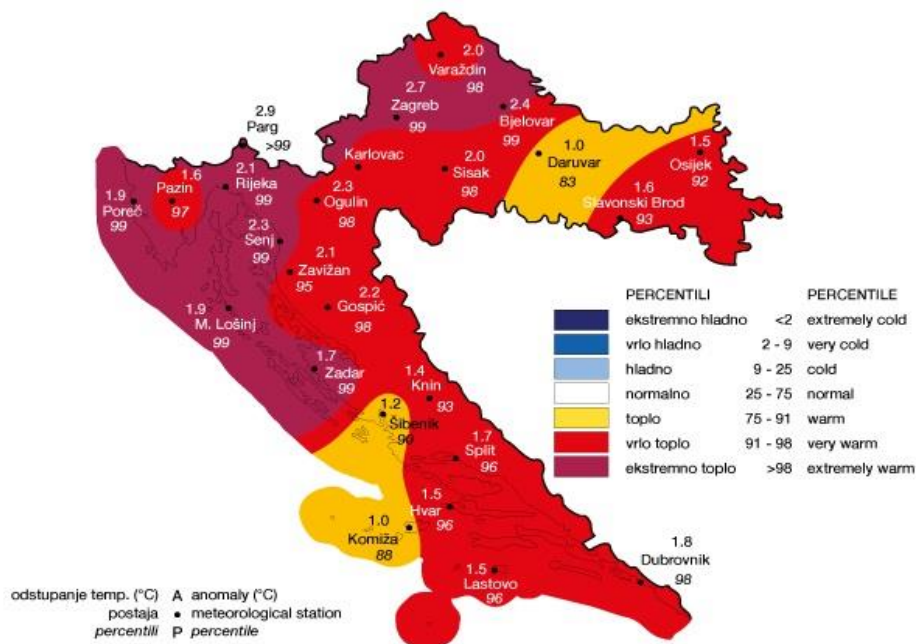 2.0
Varaždin
98
2.7
Zagreb
99
2.4
Bjelovar
99
2.9
Parg
>99
1.0
Daruvar
83
1.5
Osijek
92
Karlovac
2.0
Sisak
98
1.6
Pazin
97
2.1
Rijeka
99
1.6
Slavonski Brod
93
1.9
Poreč
99
2.3
Ogulin
98
2.3
Senj
99
2.1
Zavižan
95
2.2
Gospić
98
1.9
M. Lošinj
99
1.7
Zadar
99
1.4
Knin
93
1.2
Šibenik
90
1.7
Split
96
1.5
Hvar
96
1.0
Komiža
88
1.5
Lastovo
96
1.8
Dubrovnik
98
PERCENTILI PERCENTILE
ekstremno hladno <2 extremely cold
vrlo hladno 2 - 9 very cold
hladno 9 - 25 cold
normalno 25 - 75 normal
toplo 75 - 91 warm
vrlo toplo 91 - 98 very warm
ekstremno toplo >98 extremely warm
odstupanje temp. (°C) A anomaly (°C)
postaja • meteorological station
percentili P percentile